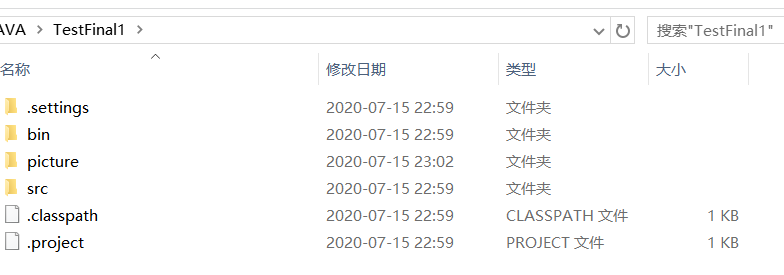 AVA TestFinal1 搜索"TestFinal1"
名称 修改日期 类型 大小
.settings 2020-07-15 22:59 文件夹
bin 2020-07-15 22:59 文件夹
picture 2020-07-15 23:02 文件夹
src 2020-07-15 22:59 文件夹
.classpath 2020-07-15 22:59 CLASSPATH 文件 1 KB
.project 2020-07-15 22:59 PROJECT 文件 1 KB